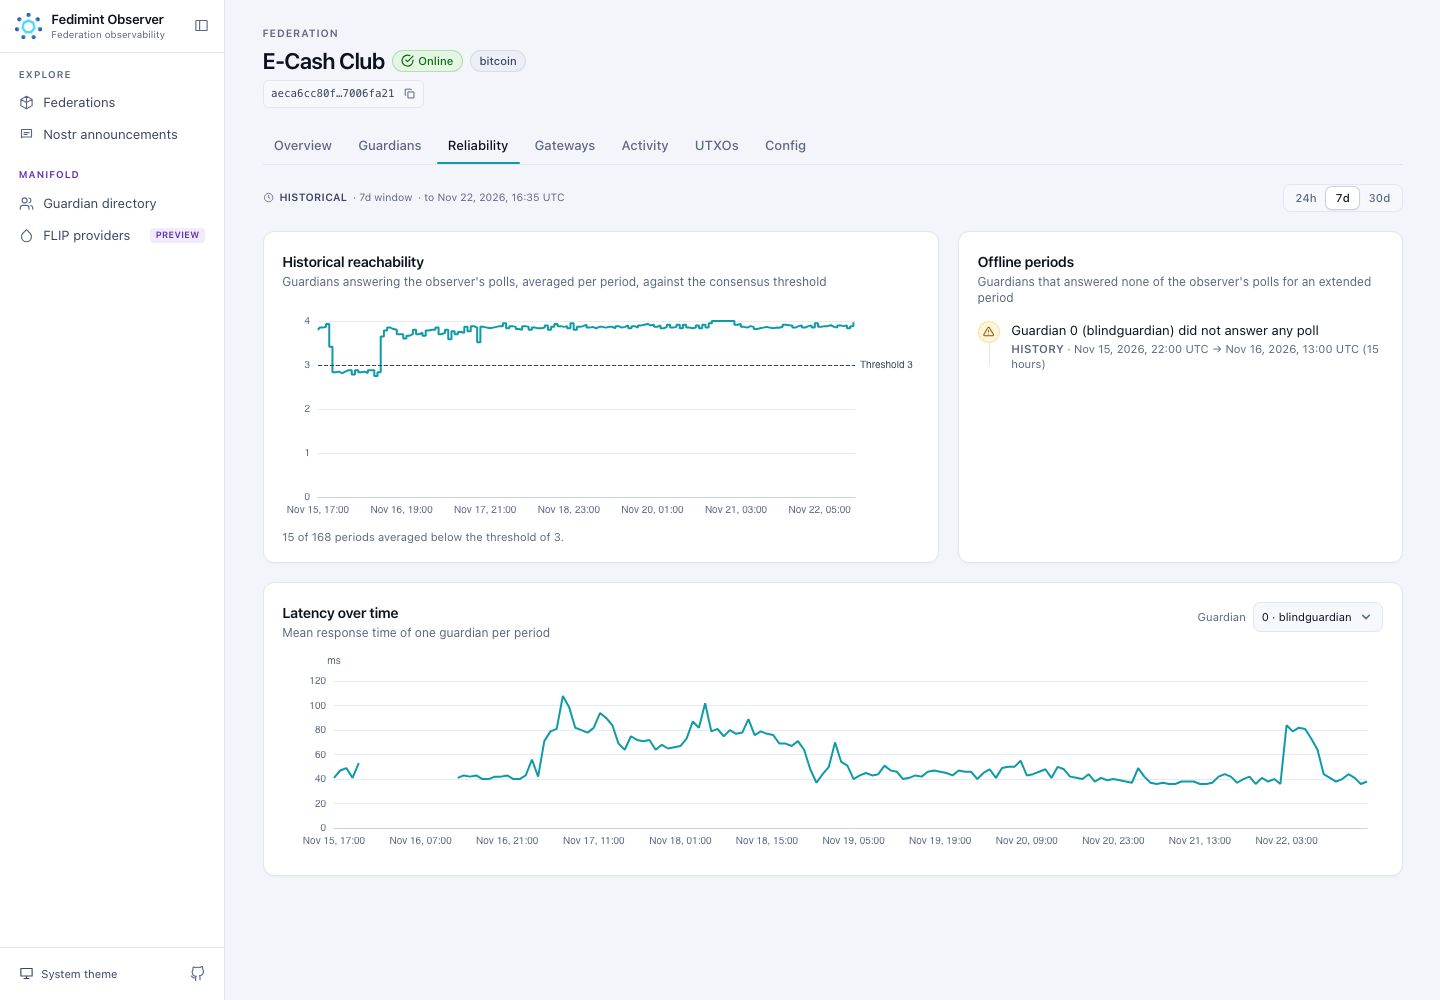 Fedimint Observer
Federation observability
EXPLORE
Federations
Nostr announcements
MANIFOLD
Guardian directory
FLIP providers PREVIEW
System theme
FEDERATION
E-Cash Club Online bitcoin
aeca6cc80f…7006fa21
Overview Guardians Reliability Gateways Activity UTXOs Config
HISTORICAL · 7d window · to Nov 22, 2026, 16:35 UTC
24h 7d 30d
Historical reachability
Guardians answering the observer's polls, averaged per period, against the consensus threshold
4
3
2
1
0
Threshold 3
Nov 15, 17:00 Nov 16, 19:00 Nov 17, 21:00 Nov 18, 23:00 Nov 20, 01:00 Nov 21, 03:00 Nov 22, 05:00
15 of 168 periods averaged below the threshold of 3.
Offline periods
Guardians that answered none of the observer's polls for an extended
period
Guardian 0 (blindguardian) did not answer any poll
HISTORY · Nov 15, 2026, 22:00 UTC → Nov 16, 2026, 13:00 UTC (15
hours)
Latency over time
Mean response time of one guardian per period
Guardian 0 · blindguardian
ms
120
100
80
60
40
20
0
Nov 15, 17:00 Nov 16, 07:00 Nov 16, 21:00 Nov 17, 11:00 Nov 18, 01:00 Nov 18, 15:00 Nov 19, 05:00 Nov 19, 19:00 Nov 20, 09:00 Nov 20, 23:00 Nov 21, 13:00 Nov 22, 03:00